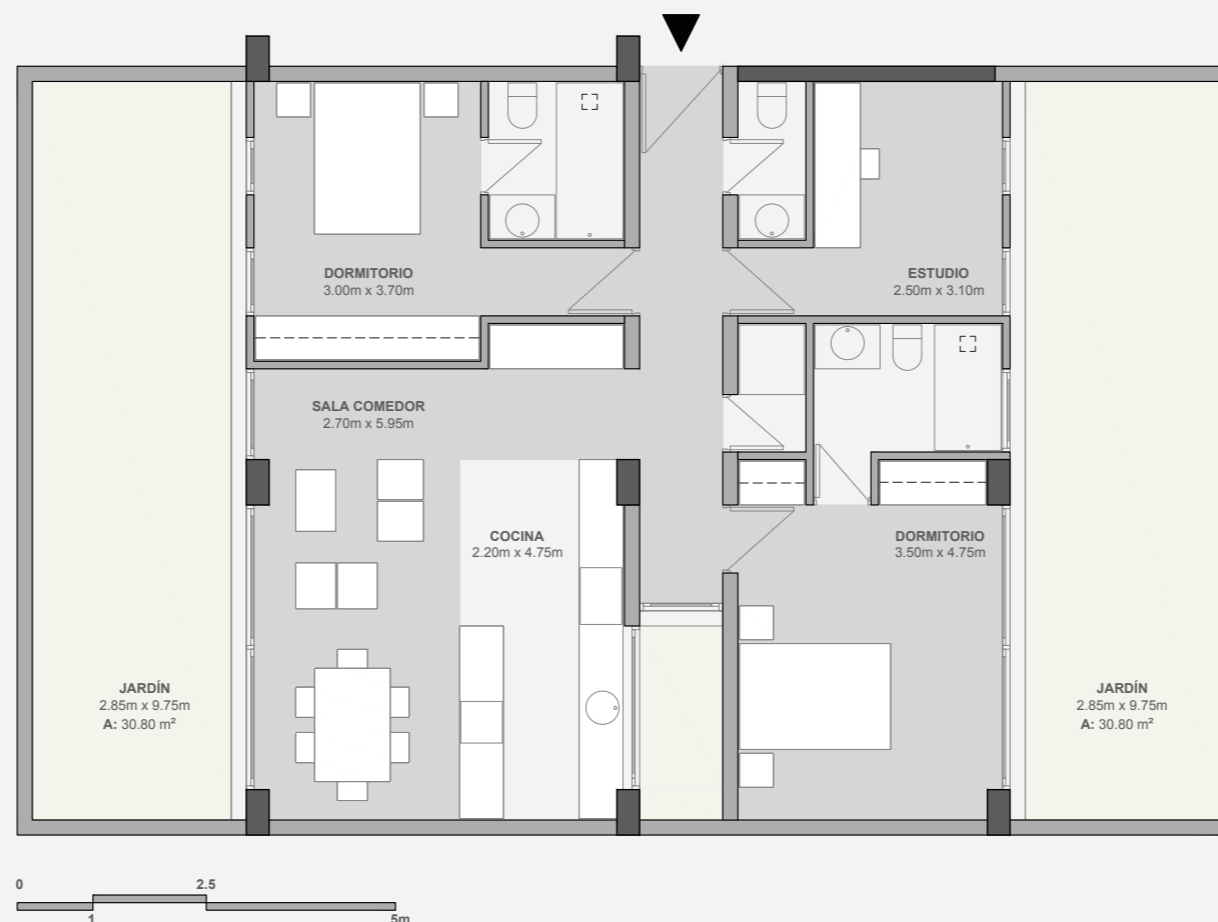 DORMITORIO
3.00m x 3.70m
ESTUDIO
2.50m x 3.10m
SALA COMEDOR
2.70m x 5.95m
COCINA
2.20m x 4.75m
DORMITORIO
3.50m x 4.75m
JARDÍN
2.85m x 9.75m
A: 30.80 m²
JARDÍN
2.85m x 9.75m
A: 30.80 m²
0 2.5
1 5m